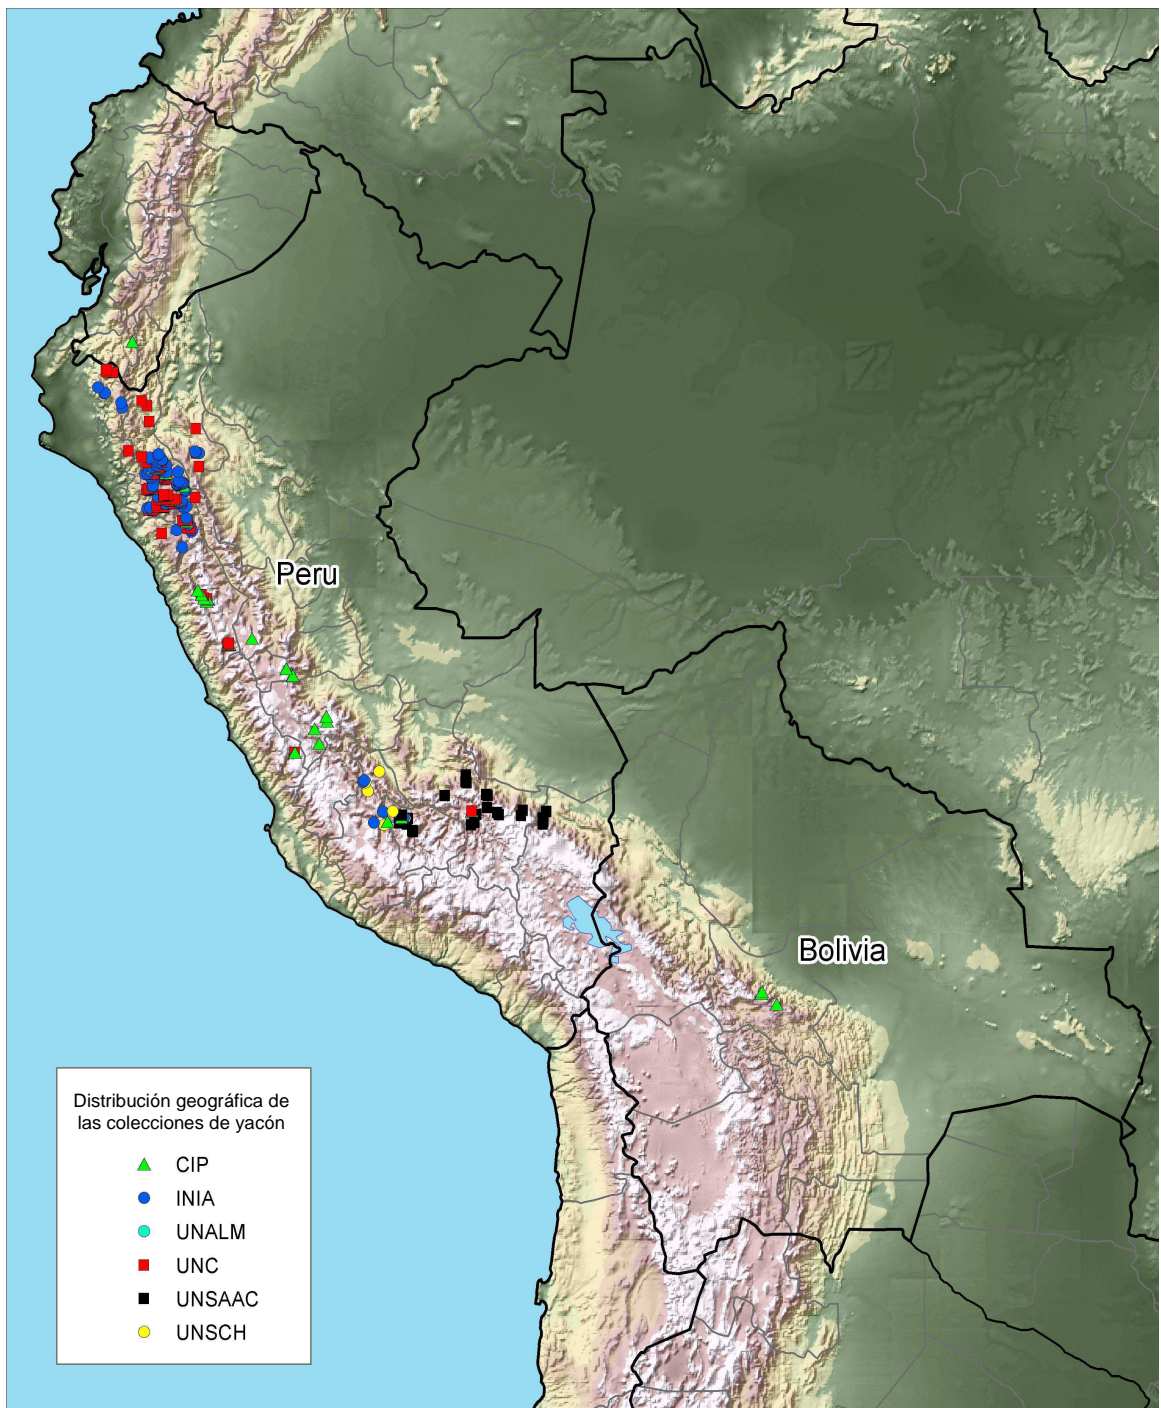 Peru
Bolivia
Distribución geográfica de
las colecciones de yacón
CIP
INIA
UNALM
UNC
UNSAAC
UNSCH